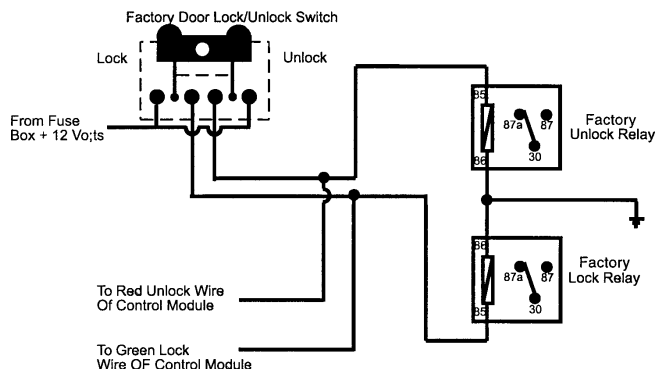 Factory Door Lock/Unlock Switch
Lock
Unlock
From Fuse
Box + 12 Vo;ts
85
87a
87
30
86
Factory
Unlock Relay
86
87a
87
30
85
Factory
Lock Relay
To Red Unlock Wire
Of Control Module
To Green Lock
Wire OF Control Module